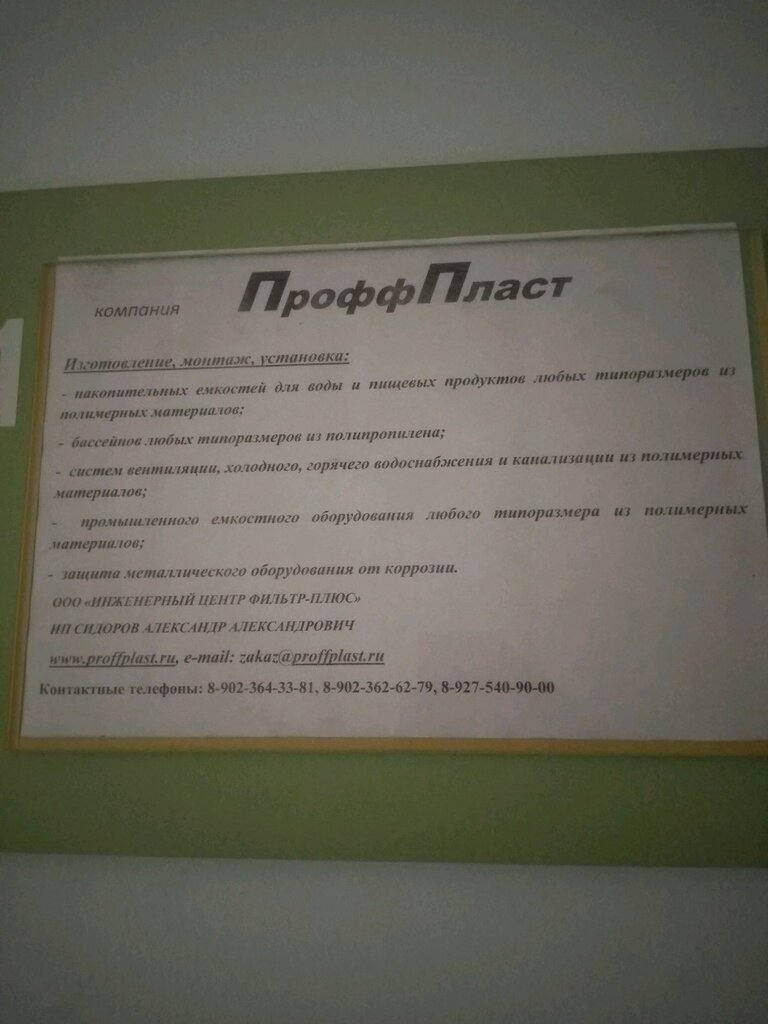 компания ПроффПласт
Изготовление, монтаж, установка:
- накопительных емкостей для воды и пищевых продуктов любых типоразмеров из
полимерных материалов;
- бассейнов любых типоразмеров из полипропилена;
- систем вентиляции, холодного, горячего водоснабжения и канализации из полимерных
материалов;
- промышленного емкостного оборудования любого типоразмера из полимерных
материалов;
- защита металлического оборудования от коррозии.
ООО «ИНЖЕНЕРНЫЙ ЦЕНТР ФИЛЬТР-ПЛЮС»
ИП СИДОРОВ АЛЕКСАНДР АЛЕКСАНДРОВИЧ
www.proffplast.ru, e-mail: zakaz@proffplast.ru
Контактные телефоны: 8-902-364-33-81, 8-902-362-62-79, 8-927-540-90-00